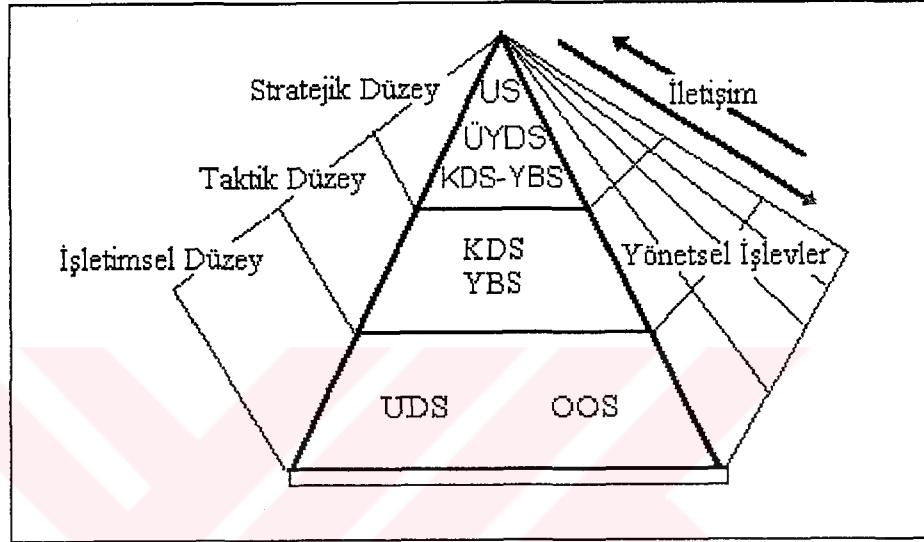 Stratejik Düzey
US
İletişim
ÜYDS
Taktik Düzey
KDS-YBS
İşletimsel Düzey
KDS
YBS
Yönetsel İşlevler
UDS
OOS